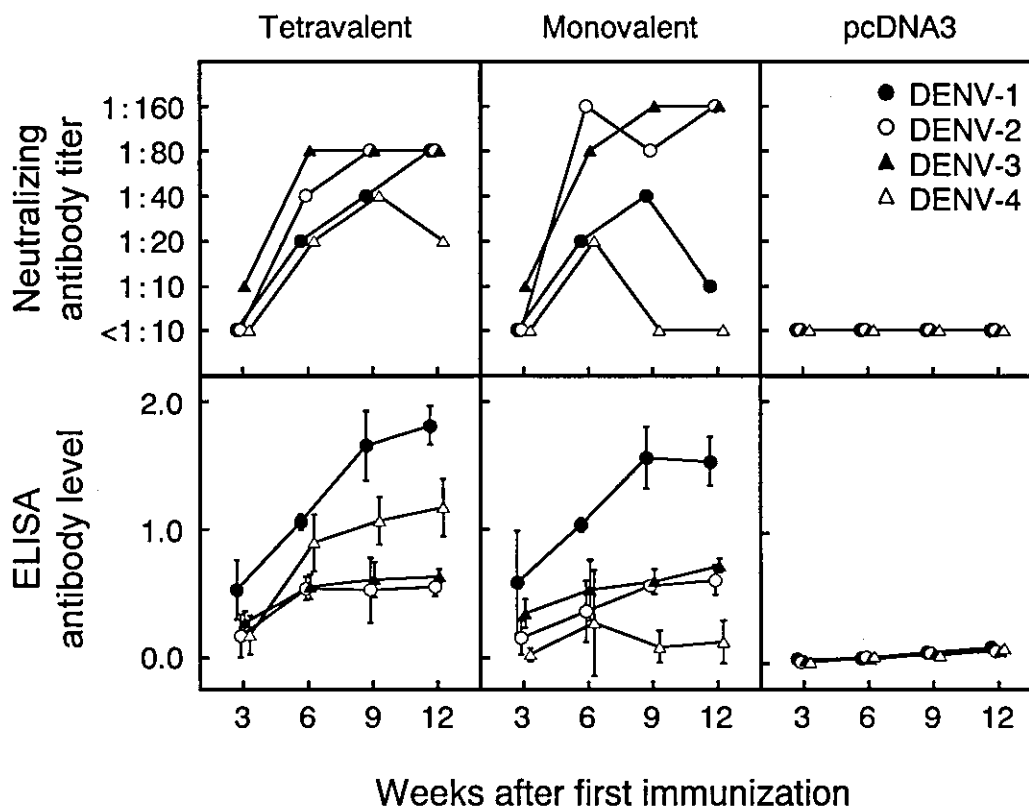 Tetravalent Monovalent pcDNA3
Neutralizing
antibody titer
1:160
1:80
1:40
1:20
1:10
<1:10
DENV-1
DENV-2
DENV-3
DENV-4
ELISA
antibody level
2.0
1.0
0.0
3 6 9 12 3 6 9 12 3 6 9 12
Weeks after first immunization